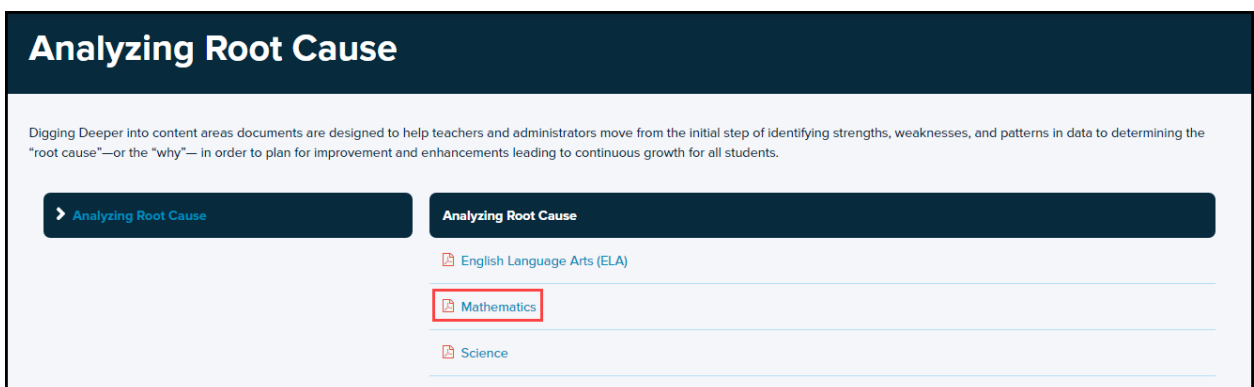 Analyzing Root Cause
Digging Deeper into content areas documents are designed to help teachers and administrators move from the initial step of identifying strengths, weaknesses, and patterns in data to determining the
“root cause”—or the “why”— in order to plan for improvement and enhancements leading to continuous growth for all students.
Analyzing Root Cause
Analyzing Root Cause
English Language Arts (ELA)
Mathematics
Science